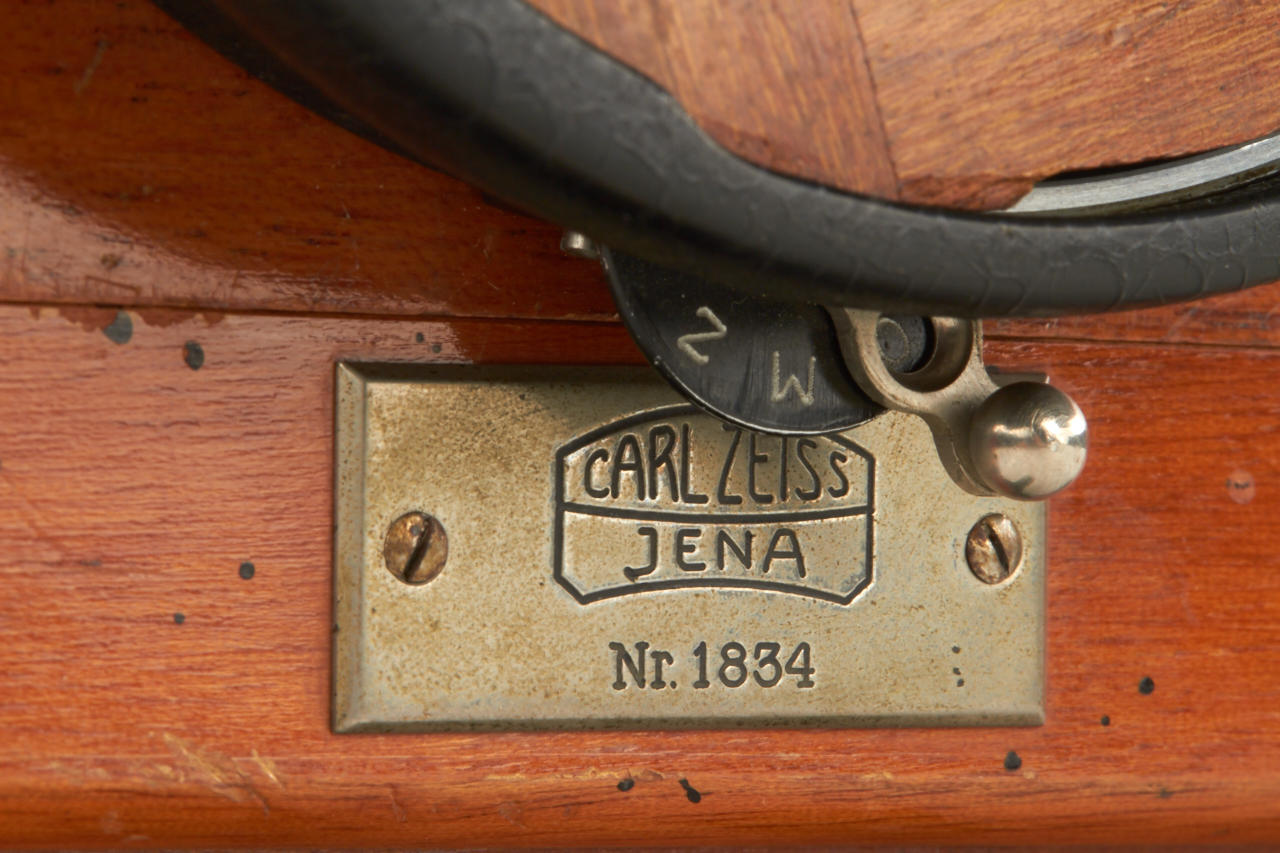 Z
M
CARL ZEISS
JENA
Nr. 1834